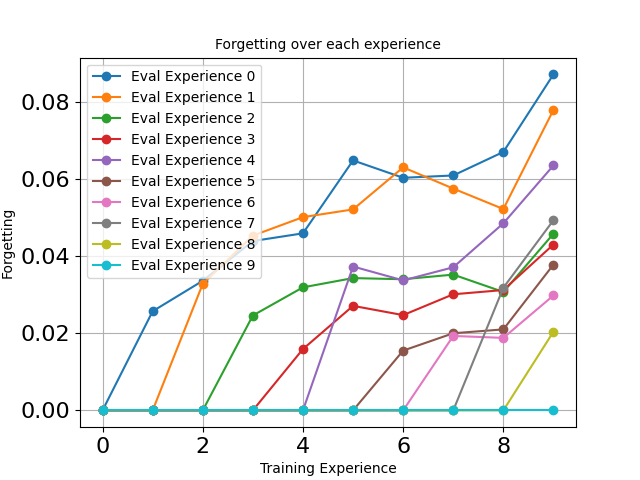 Forgetting over each experience
Eval Experience 0
Eval Experience 1
Eval Experience 2
Eval Experience 3
Eval Experience 4
Eval Experience 5
Eval Experience 6
Eval Experience 7
Eval Experience 8
Eval Experience 9
Forgetting
0.08
0.06
0.04
0.02
0.00
0 2 4 6 8
Training Experience